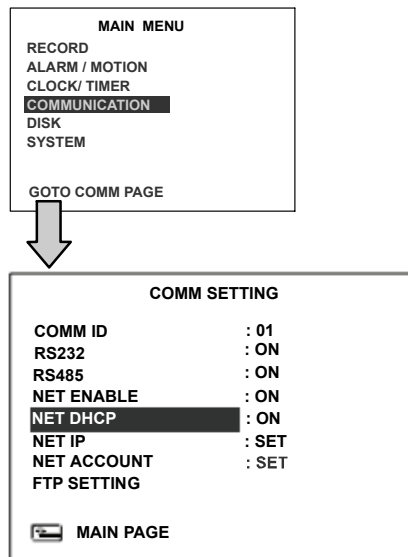 MAIN MENU
RECORD
ALARM / MOTION
CLOCK/ TIMER
COMMUNICATION
DISK
SYSTEM
GOTO COMM PAGE
COMM SETTING
COMM ID : 01
RS232 : ON
RS485 : ON
NET ENABLE : ON
NET DHCP : ON
NET IP : SET
NET ACCOUNT : SET
FTP SETTING
MAIN PAGE